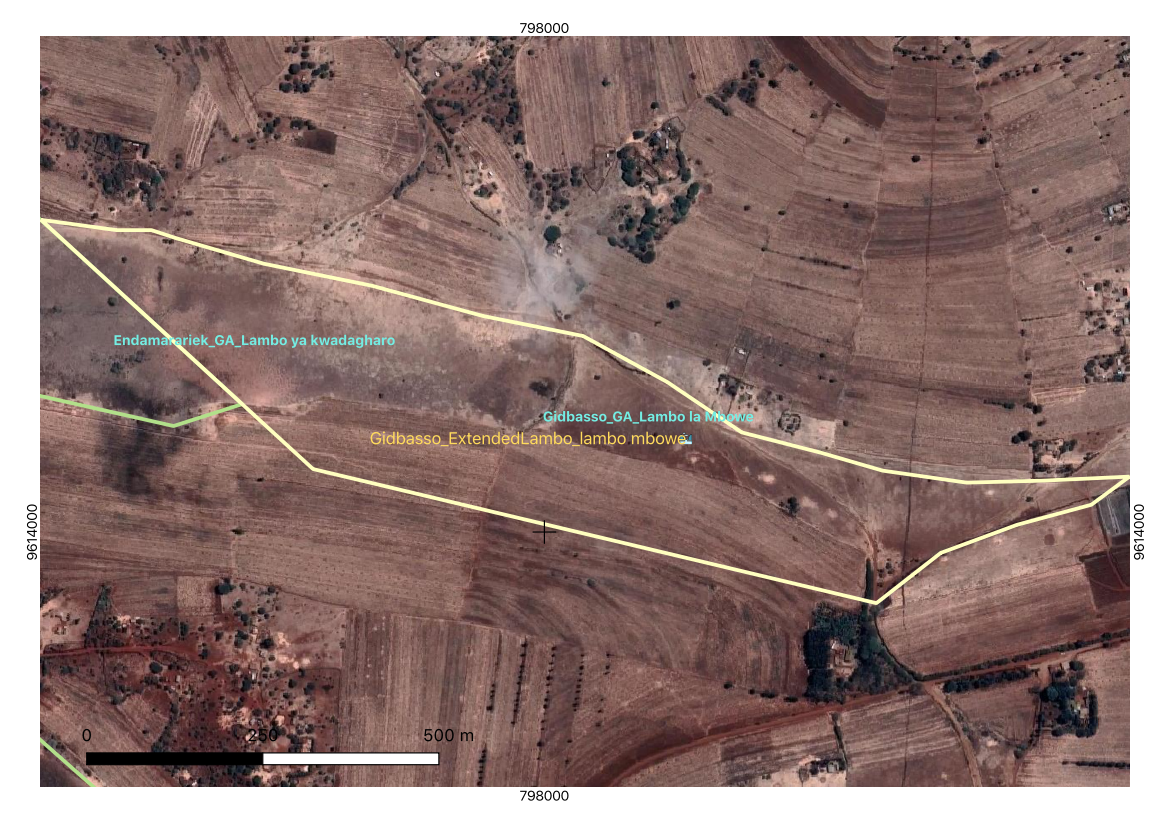 798000
Endamarariek_GA_Lambo ya kwadagharo
Gidbasso_GA_Lambo la Mbowe
Gidbasso_ExtendedLambo_lambo mbowe
9614000
9614000
0 250 500 m
798000